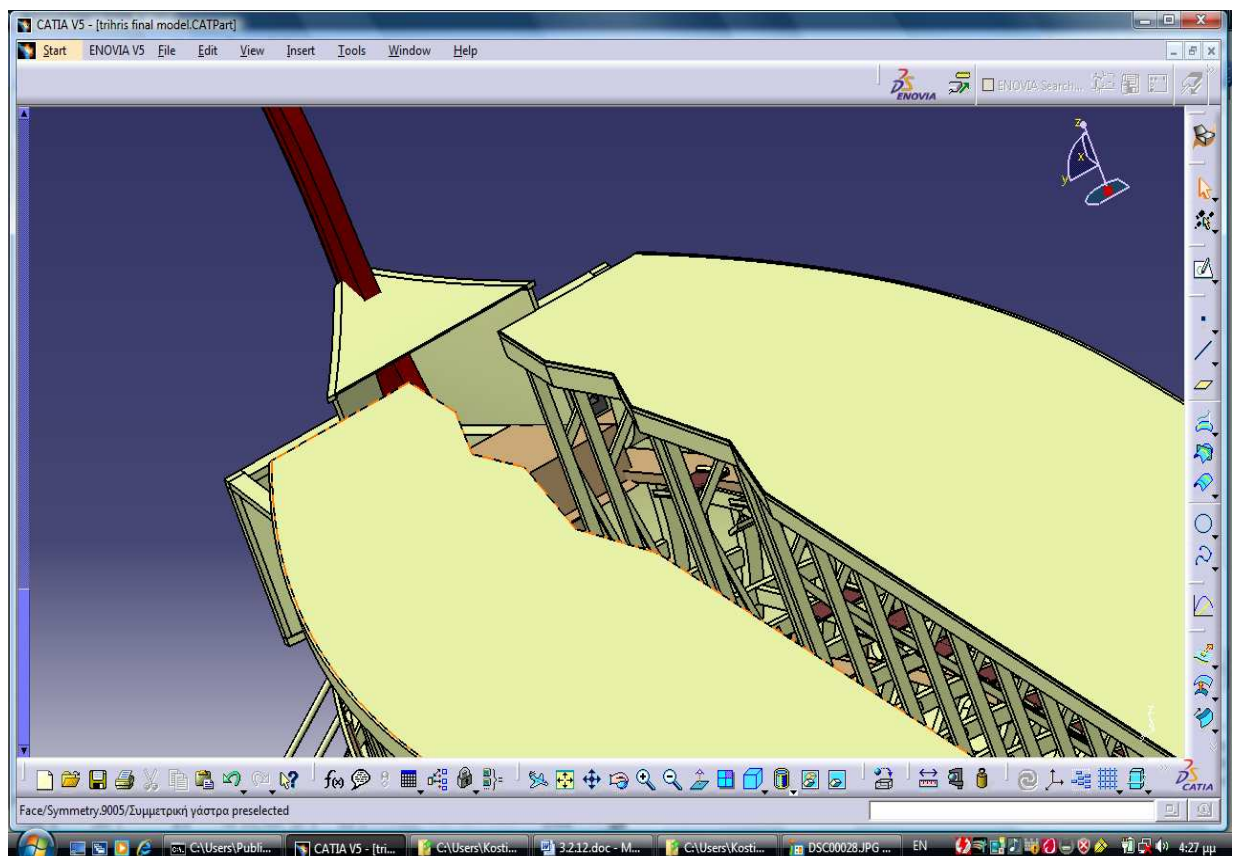 CATIA V5 - [trihris final model.CATPart]
Start ENOVIA V5 File Edit View Insert Tools Window Help
DS ENOVIA ENOVIA Search...
z
x
y
f(x)
DS CATIA
Face/Symmetry.9005/Συμμετρική γάστρα preselected
C:\Users\Publi... CATIA V5 - [tri... C:\Users\Kosti... 3.2.12.doc - M... C:\Users\Kosti... DSC00028.JPG ... EN 4:27 μμ